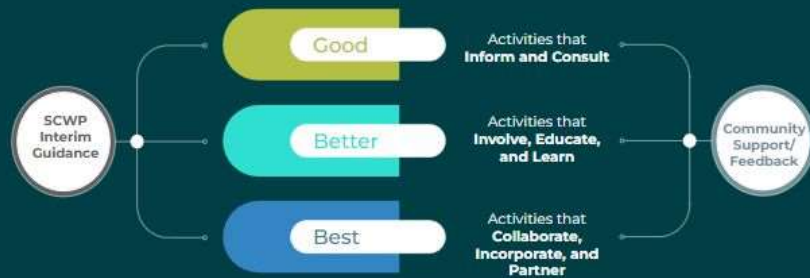 SCWP
Interim
Guidance
Good
Activities that
Inform and Consult
Better
Activities that
Involve, Educate,
and Learn
Best
Activities that
Collaborate,
Incorporate, and
Partner
Community
Support/
Feedback